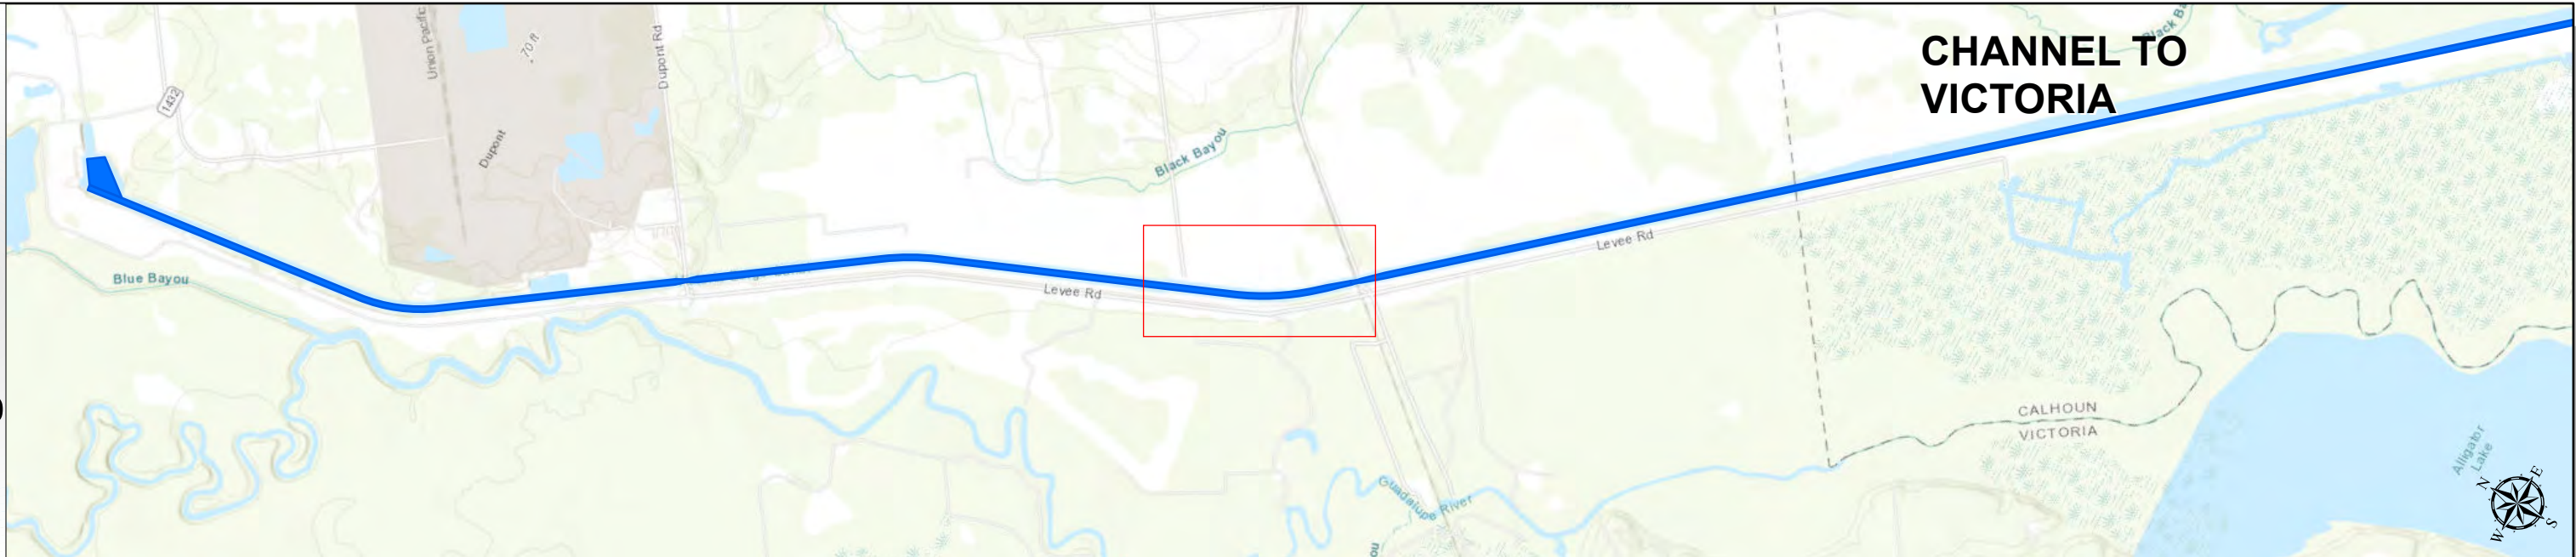 Union Pacific
70 ft
Dupont Rd
1432
Dupont
Black Bayou
CHANNEL TO
VICTORIA
Levee Rd
Blue Bayou
Levee Rd
CALHOUN
VICTORIA
Alligator
Lake
Guadalupe River
N
E
S
W